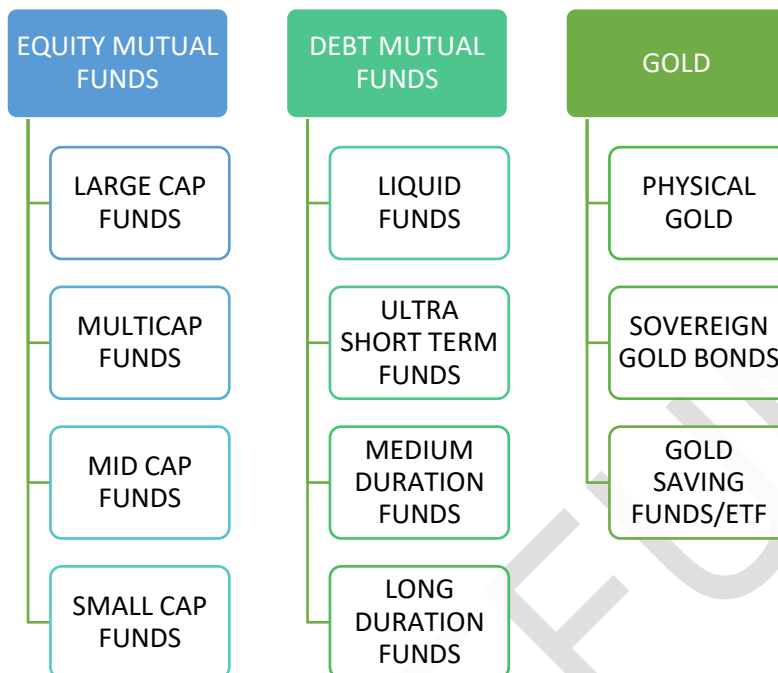 EQUITY MUTUAL
FUNDS
LARGE CAP
FUNDS
MULTICAP
FUNDS
MID CAP
FUNDS
SMALL CAP
FUNDS
DEBT MUTUAL
FUNDS
LIQUID
FUNDS
ULTRA
SHORT TERM
FUNDS
MEDIUM
DURATION
FUNDS
LONG
DURATION
FUNDS
GOLD
PHYSICAL
GOLD
SOVEREIGN
GOLD BONDS
GOLD
SAVING
FUNDS/ETF